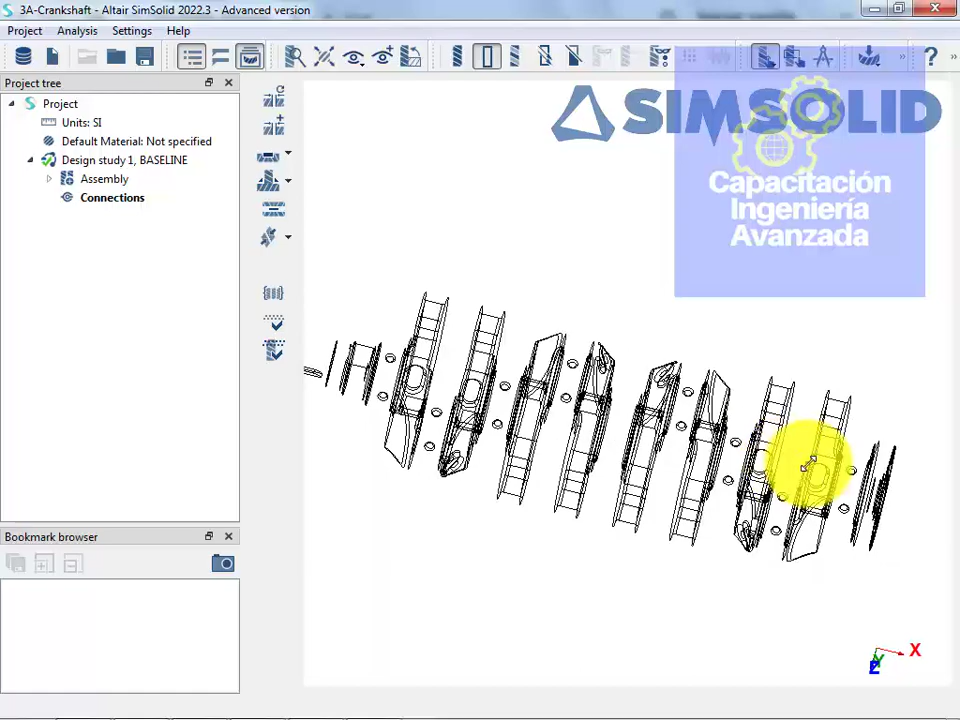 3A-Crankshaft - Altair SimSolid 2022.3 - Advanced version
Project Analysis Settings Help
Project tree
Project
Units: SI
Default Material: Not specified
Design study 1, BASELINE
Assembly
Connections
SIMSOLID
Capacitación
Ingeniería
Avanzada
Bookmark browser
X
Y
Z